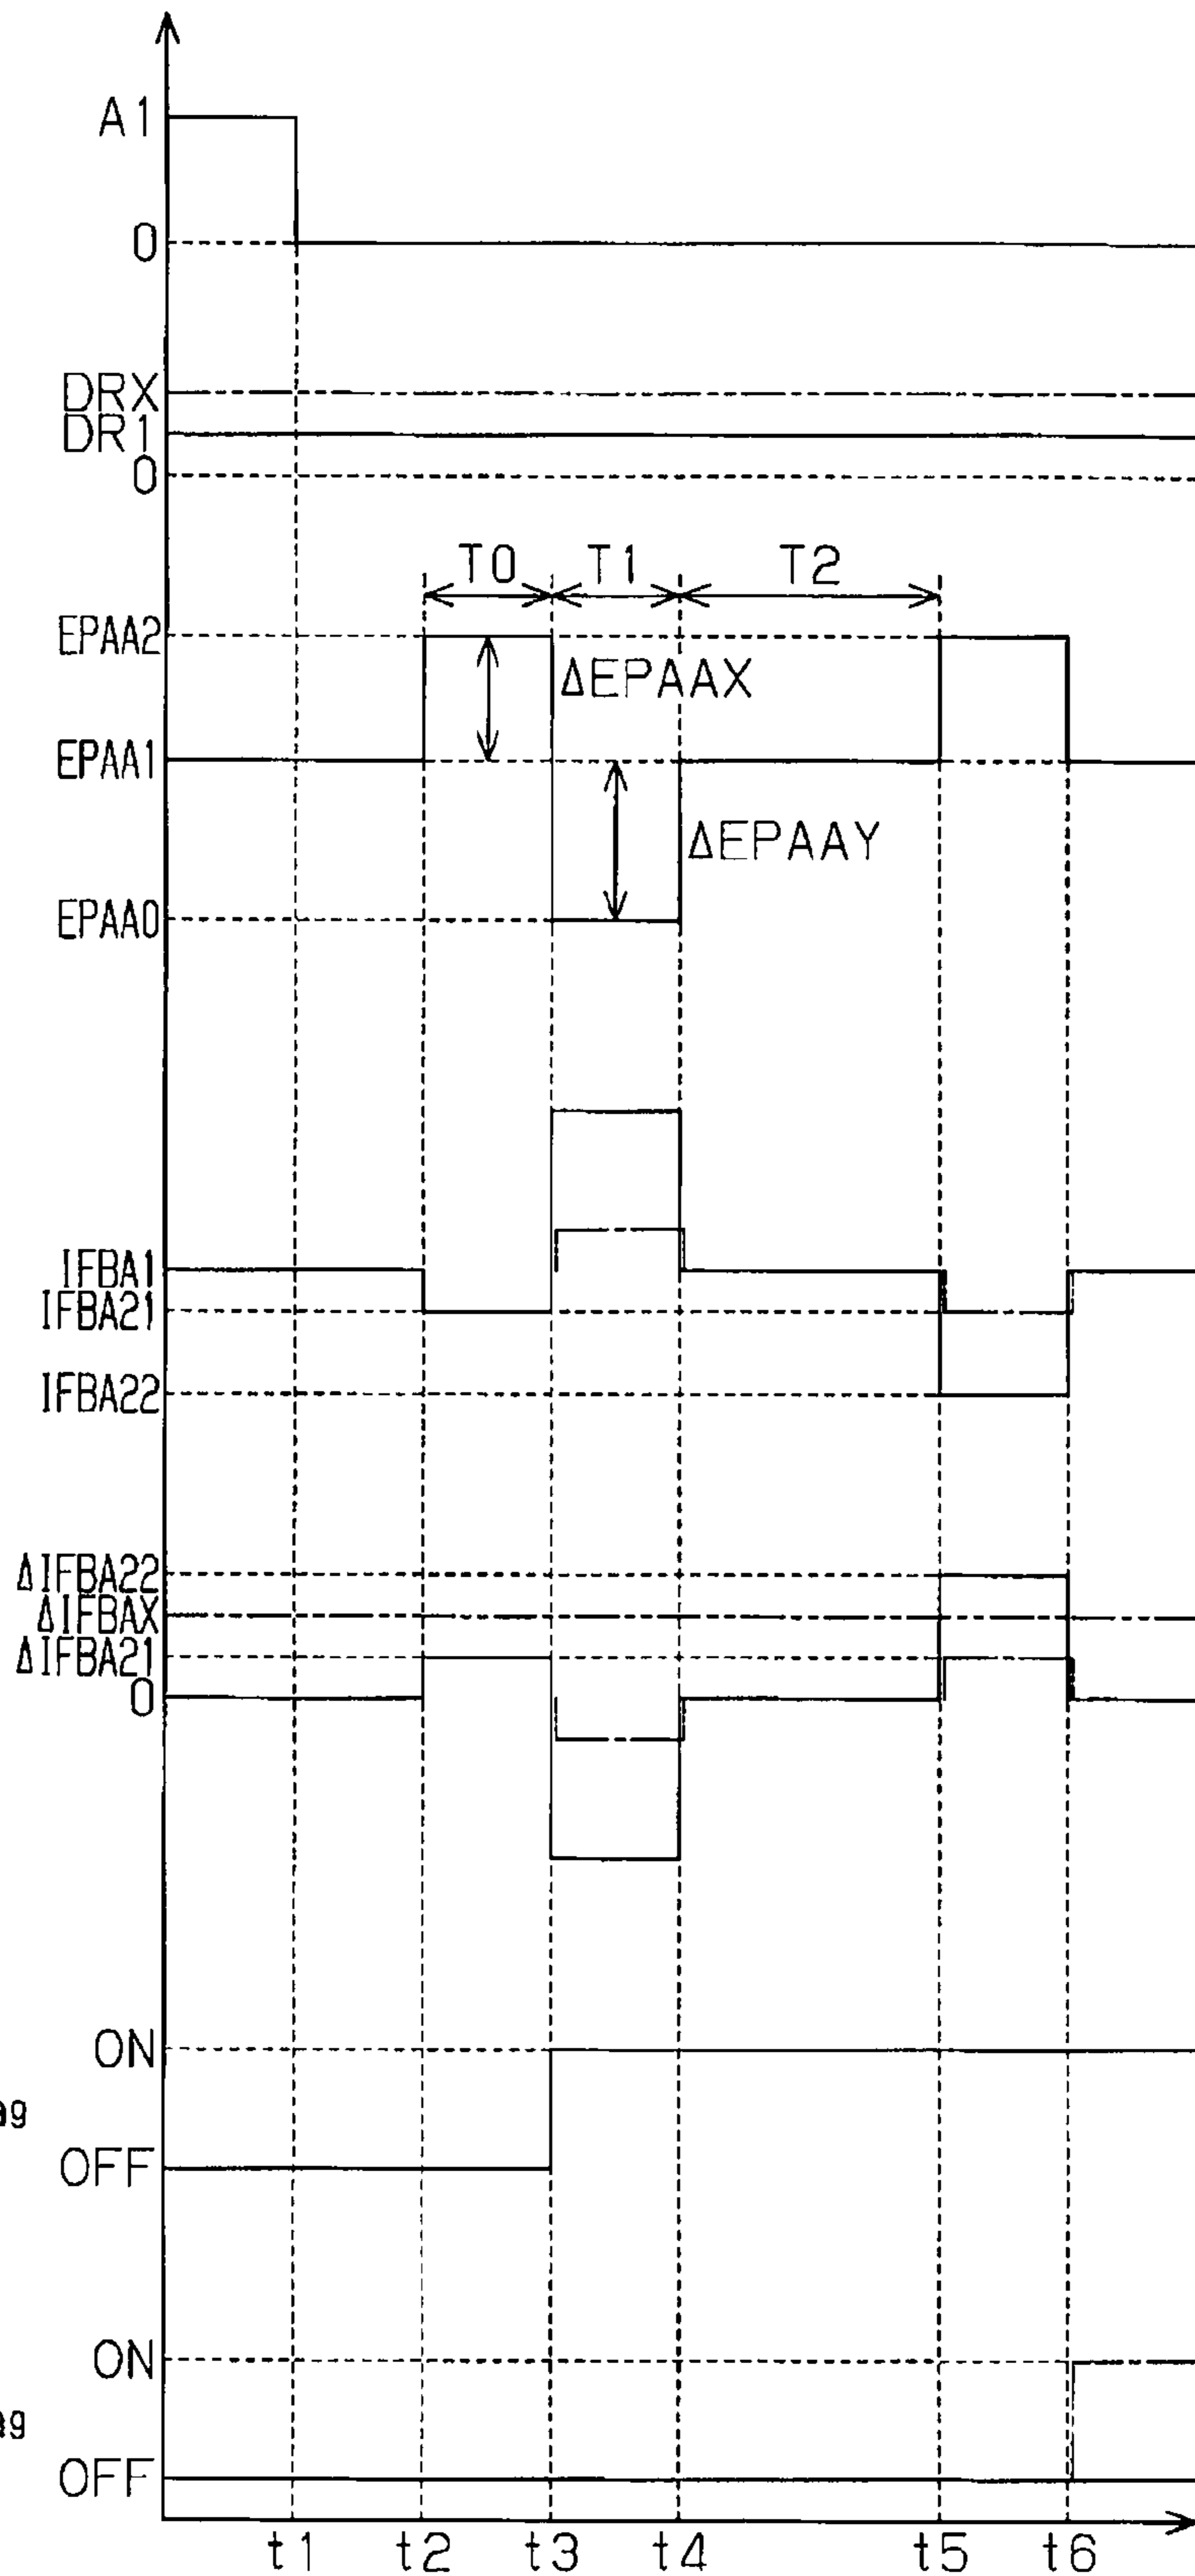 A1
0
DRX
DR1
0
T0 T1 T2
EPAA2
ΔEPAAX
EPAA1
ΔEPAAY
EPAA0
IFBA1
IFBA21
IFBA22
ΔIFBA22
ΔIFBAX
ΔIFBA21
0
ON
OFF
ON
OFF
t1 t2 t3 t4 t5 t6